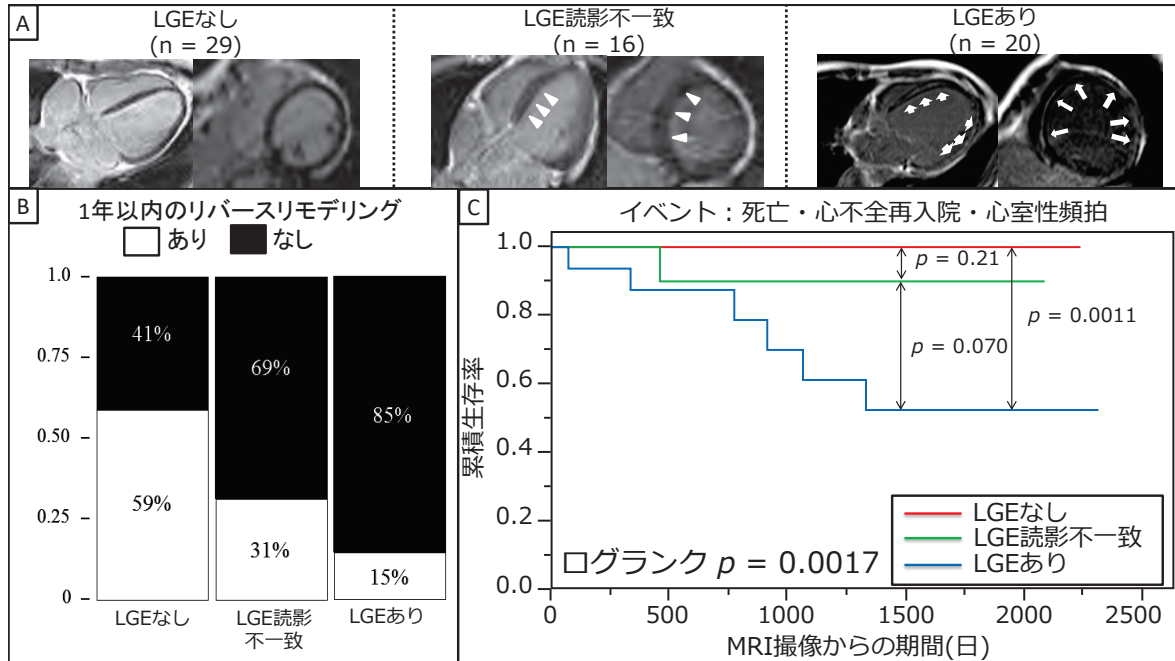 A
LGEなし
(n = 29)
LGE読影不一致
(n = 16)
LGEあり
(n = 20)
B
1年以内のリバースリモデリング
あり
なし
1.0
0.75
0.50
0.25
0
41%
59%
69%
31%
85%
15%
LGEなし
LGE読影
不一致
LGEあり
C
イベント：死亡・心不全再入院・心室性頻拍
累積生存率
1.0
0.8
0.6
0.4
0.2
0.0
p = 0.21
p = 0.0011
p = 0.070
LGEなし
LGE読影不一致
LGEあり
ログランク p = 0.0017
0
500
1000
1500
2000
2500
MRI撮像からの期間(日)